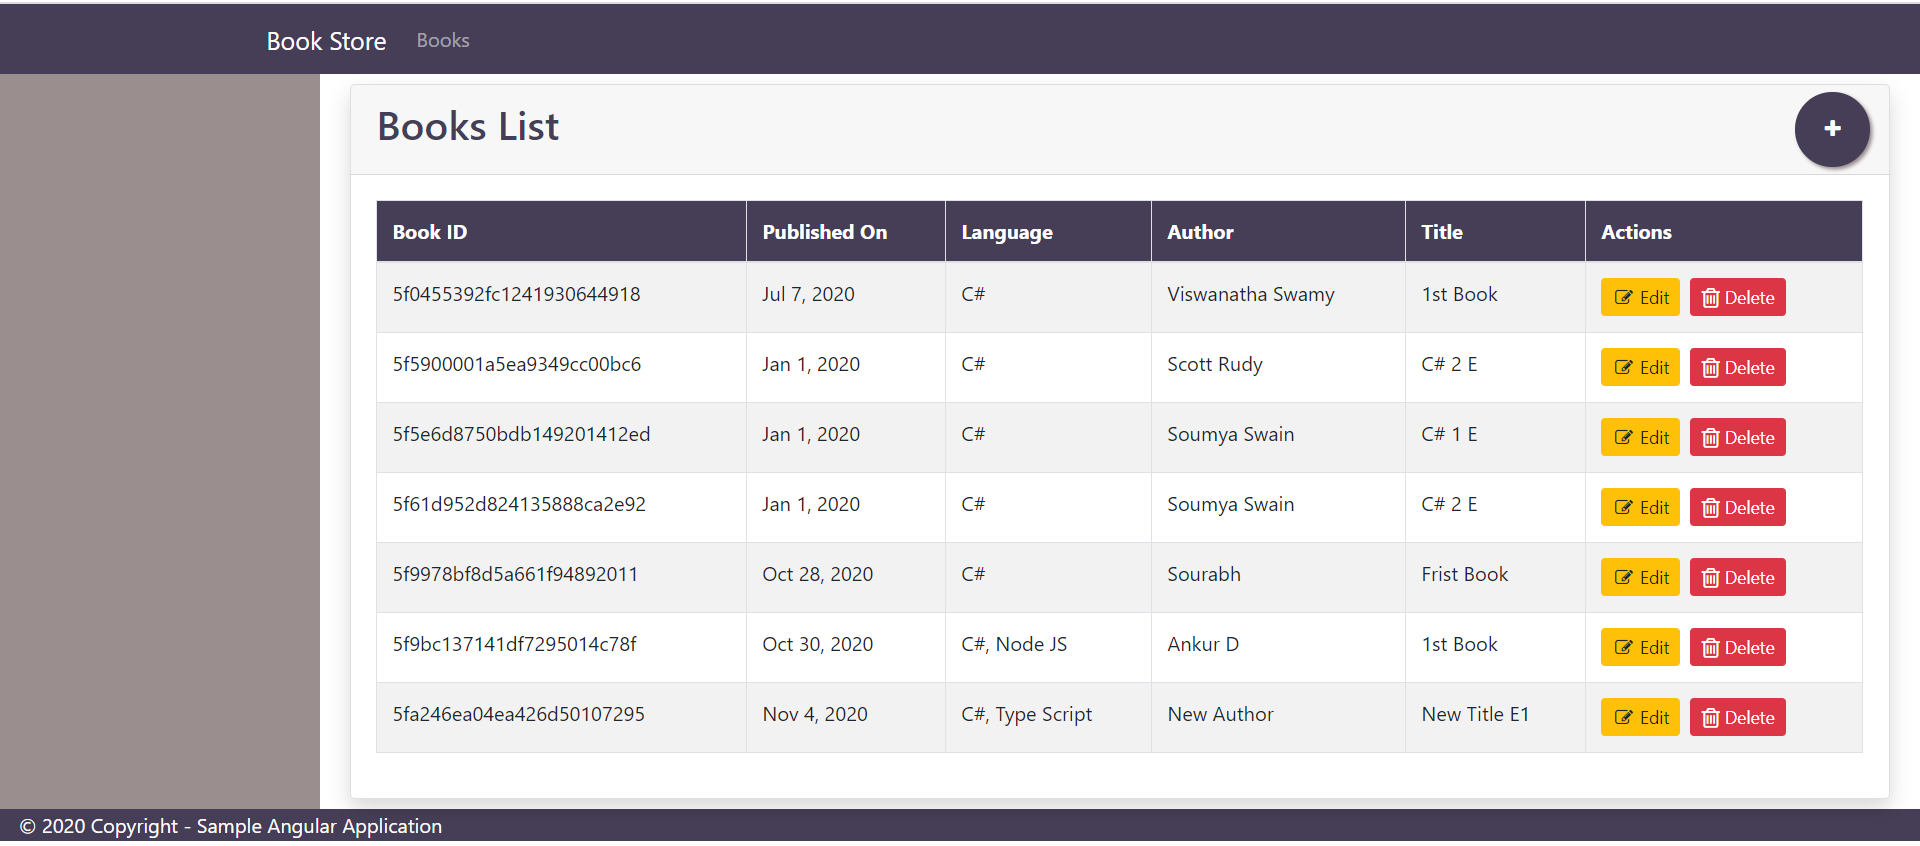 Book Store Books
Books List
+
Book ID Published On Language Author Title Actions
5f0455392fc1241930644918 Jul 7, 2020 C# Viswanatha Swamy 1st Book Edit Delete
5f5900001a5ea9349cc00bc6 Jan 1, 2020 C# Scott Rudy C# 2 E Edit Delete
5f5e6d8750bdb149201412ed Jan 1, 2020 C# Soumya Swain C# 1 E Edit Delete
5f61d952d824135888ca2e92 Jan 1, 2020 C# Soumya Swain C# 2 E Edit Delete
5f9978bf8d5a661f94892011 Oct 28, 2020 C# Sourabh Frist Book Edit Delete
5f9bc137141df7295014c78f Oct 30, 2020 C#, Node JS Ankur D 1st Book Edit Delete
5fa246ea04ea426d50107295 Nov 4, 2020 C#, Type Script New Author New Title E1 Edit Delete
© 2020 Copyright - Sample Angular Application